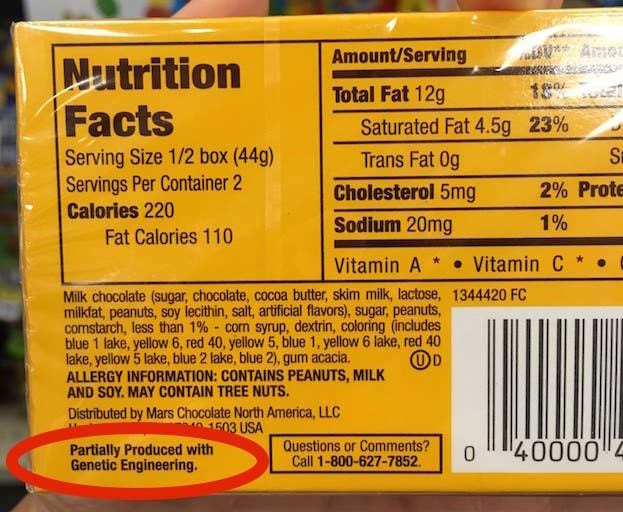 Nutrition
Facts
Serving Size 1/2 box (44g)
Servings Per Container 2
Calories 220
Fat Calories 110
Amount/Serving
Total Fat 12g 18%
Saturated Fat 4.5g 23%
Trans Fat 0g
Cholesterol 5mg 2% Prote
Sodium 20mg 1%
Vitamin A * • Vitamin C * •
Milk chocolate (sugar, chocolate, cocoa butter, skim milk, lactose,
milkfat, peanuts, soy lecithin, salt, artificial flavors), sugar, peanuts,
cornstarch, less than 1% - corn syrup, dextrin, coloring (includes
blue 1 lake, yellow 6, red 40, yellow 5, blue 1, yellow 6 lake, red 40
lake, yellow 5 lake, blue 2 lake, blue 2), gum acacia.
ⓊD
ALLERGY INFORMATION: CONTAINS PEANUTS, MILK
AND SOY. MAY CONTAIN TREE NUTS.
Distributed by Mars Chocolate North America, LLC
1503 USA
Partially Produced with
Genetic Engineering.
Questions or Comments?
Call 1-800-627-7852.
1344420 FC
0 40000 4